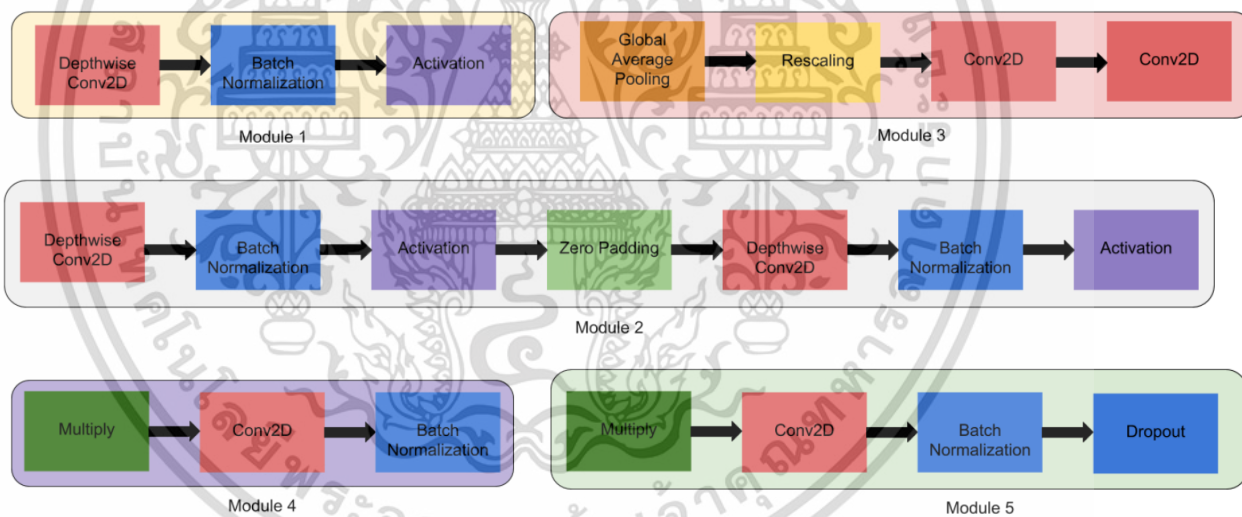 Depthwise
Conv2D
Batch
Normalization
Activation
Module 1
Global
Average
Pooling
Rescaling
Conv2D
Conv2D
Module 3
Depthwise
Conv2D
Batch
Normalization
Activation
Zero Padding
Depthwise
Conv2D
Batch
Normalization
Activation
Module 2
Multiply
Conv2D
Batch
Normalization
Module 4
Multiply
Conv2D
Batch
Normalization
Dropout
Module 5